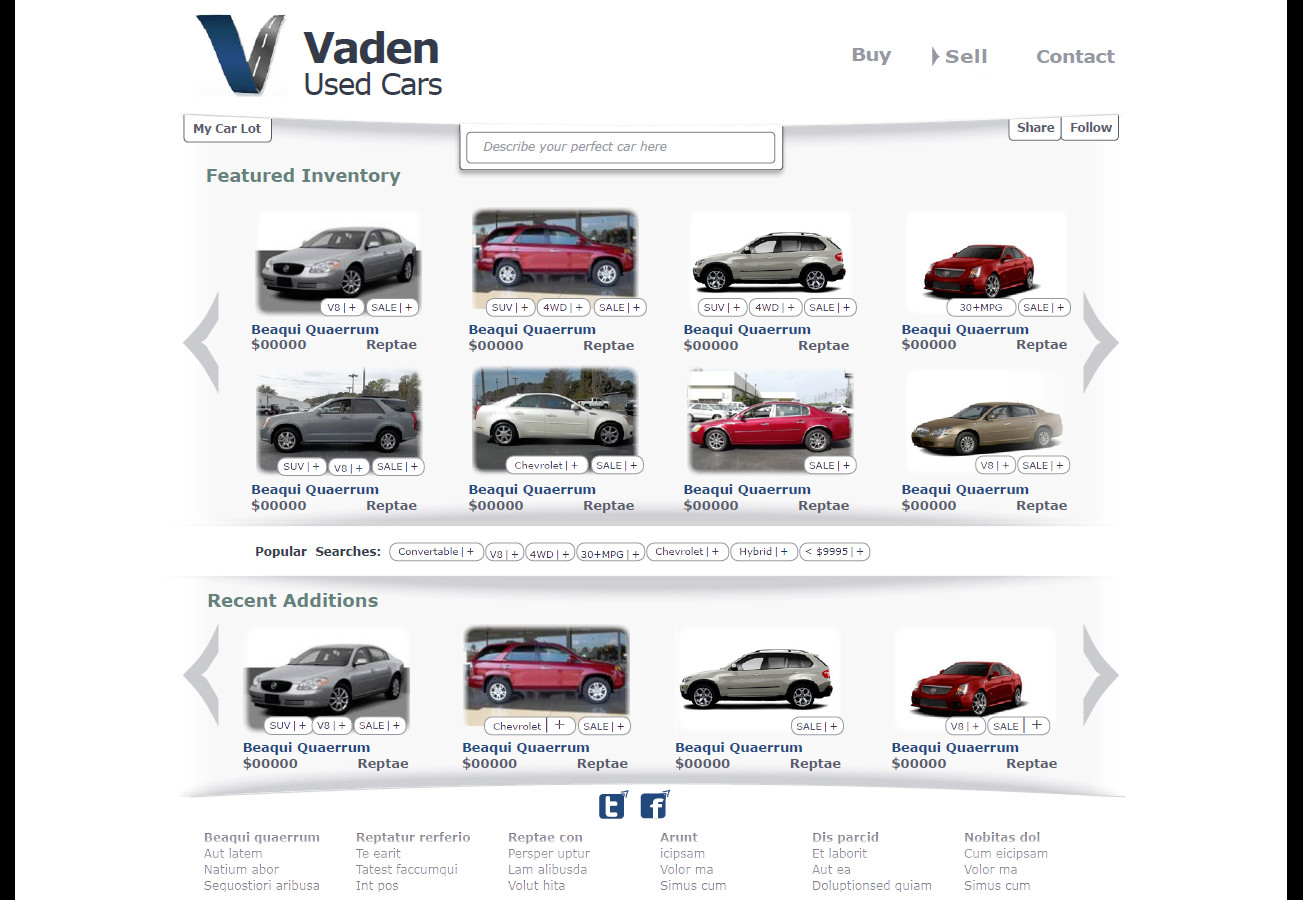 Vaden
Used Cars
Buy Sell Contact
My Car Lot
Describe your perfect car here
Share Follow
Featured Inventory
V8 | + SALE | + SUV | + 4WD | + SALE | + SUV | + 4WD | + SALE | + 30+MPG SALE | +
Beaqui Quaerrum Beaqui Quaerrum Beaqui Quaerrum Beaqui Quaerrum
$00000 Reptae $00000 Reptae $00000 Reptae $00000 Reptae
SUV | + V8 | + SALE | + Chevrolet | + SALE | + SALE | + V8 | + SALE | +
Beaqui Quaerrum Beaqui Quaerrum Beaqui Quaerrum Beaqui Quaerrum
$00000 Reptae $00000 Reptae $00000 Reptae $00000 Reptae
Popular Searches: Convertable | + V8 | + 4WD | + 30+MPG | + Chevrolet | + Hybrid | + < $9995 | +
Recent Additions
SUV | + V8 | + SALE | + Chevrolet | + SALE | + SALE | + V8 | + SALE | +
Beaqui Quaerrum Beaqui Quaerrum Beaqui Quaerrum Beaqui Quaerrum
$00000 Reptae $00000 Reptae $00000 Reptae $00000 Reptae
Beaqui quaerrum Reptatur rerferio Reptae con Arunt Dis parcid Nobitas dol
Aut latem Te earit Persper uptur icipsam Et laborit Cum eicipsam
Natium abor Tatest faccumqui Lam alibusda Volor ma Aut ea Volor ma
Sequostiori aribusa Int pos Volut hita Simus cum Doluptionsed quiam Simus cum